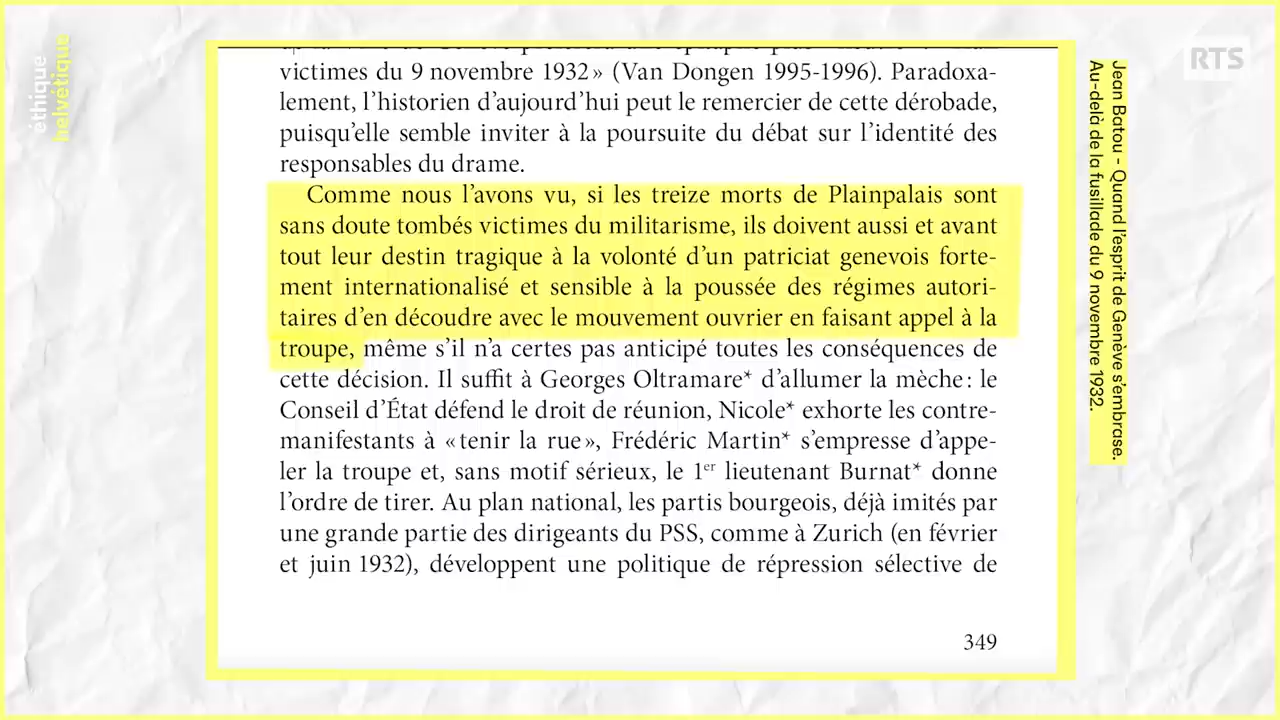 éthique
helvétique
RTS
victimes du 9 novembre 1932» (Van Dongen 1995-1996). Paradoxa-
lement, l'historien d'aujourd'hui peut le remercier de cette dérobade,
puisqu'elle semble inviter à la poursuite du débat sur l'identité des
responsables du drame.
Comme nous l'avons vu, si les treize morts de Plainpalais sont
sans doute tombés victimes du militarisme, ils doivent aussi et avant
tout leur destin tragique à la volonté d'un patriciat genevois forte-
ment internationalisé et sensible à la poussée des régimes autori-
taires d'en découdre avec le mouvement ouvrier en faisant appel à la
troupe, même s'il n'a certes pas anticipé toutes les conséquences de
cette décision. Il suffit à Georges Oltramare* d'allumer la mèche: le
Conseil d'État défend le droit de réunion, Nicole* exhorte les contre-
manifestants à «tenir la rue», Frédéric Martin* s'empresse d'appe-
ler la troupe et, sans motif sérieux, le 1er lieutenant Burnat* donne
l'ordre de tirer. Au plan national, les partis bourgeois, déjà imités par
une grande partie des dirigeants du PSS, comme à Zurich (en février
et juin 1932), développent une politique de répression sélective de
349
Jean Batou - Quand l'esprit de Genève s'embrase.
Au-delà de la fusillade du 9 novembre 1932.